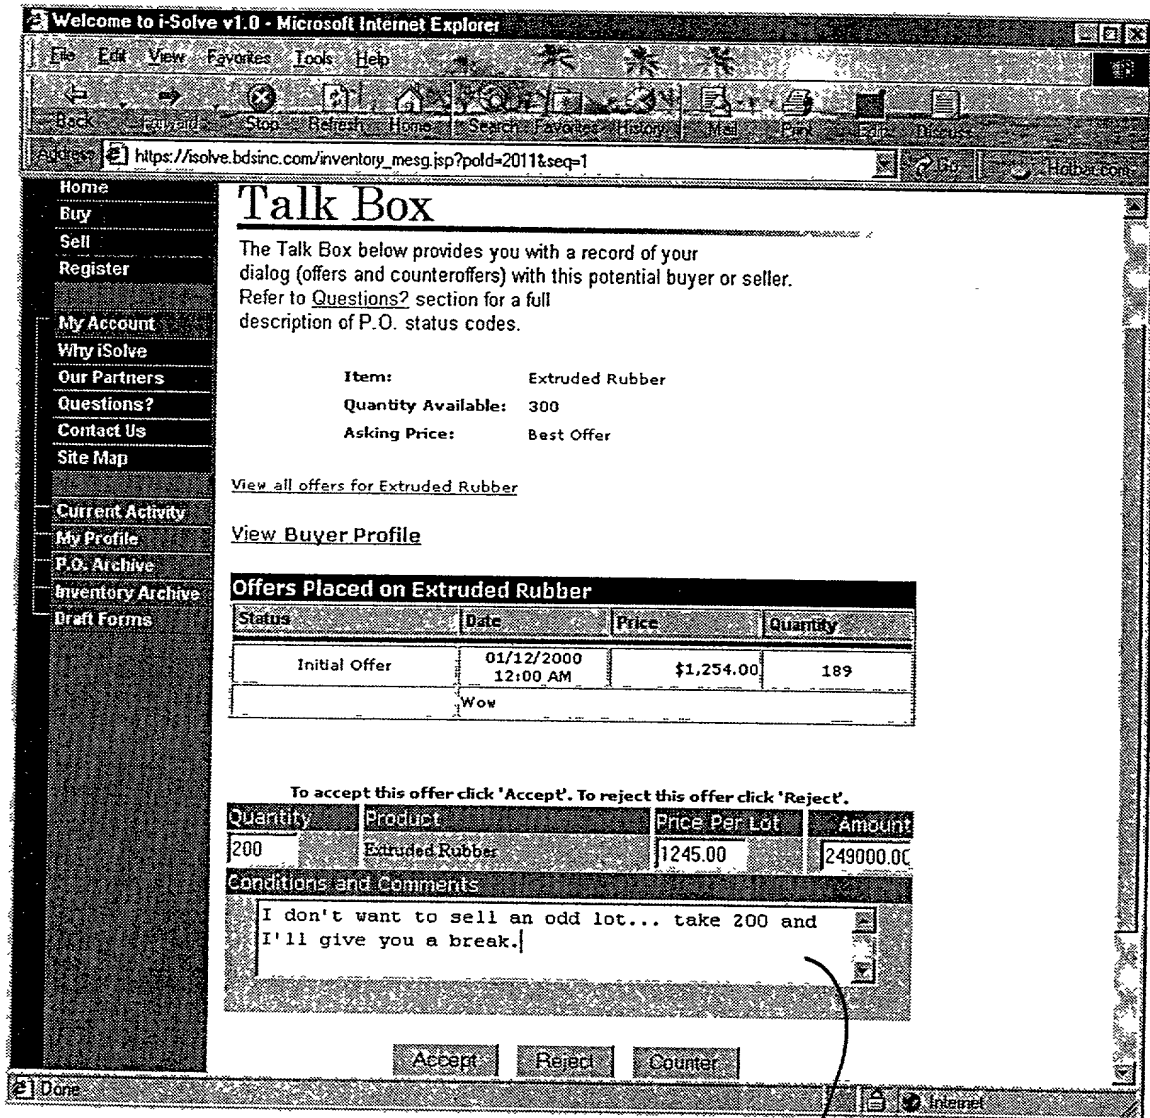 Welcome to i-Solve v1.0 - Microsoft Internet Explorer
File Edit View Favorites Tools Help
Back Forward Stop Refresh Home Search Favorites History Mail Print Edit Discuss
Address https://isolve.bdsinc.com/inventory_mesg.jsp?poId=2011&seq=1 Go Hotbar.com
Home
Buy
Sell
Register
My Account
Why iSolve
Our Partners
Questions?
Contact Us
Site Map
Current Activity
My Profile
P.O. Archive
Inventory Archive
Draft Forms
Talk Box
The Talk Box below provides you with a record of your
dialog (offers and counteroffers) with this potential buyer or seller.
Refer to Questions? section for a full
description of P.O. status codes.
Item: Extruded Rubber
Quantity Available: 300
Asking Price: Best Offer
View all offers for Extruded Rubber
View Buyer Profile
Offers Placed on Extruded Rubber
Status Date Price Quantity
Initial Offer 01/12/2000 12:00 AM $1,254.00 189
Wow
To accept this offer click 'Accept'. To reject this offer click 'Reject'.
Quantity Product Price Per Lot Amount
200 Extruded Rubber 1245.00 249000.00
Conditions and Comments
I don't want to sell an odd lot... take 200 and
I'll give you a break.
Accept Reject Counter
Done Internet